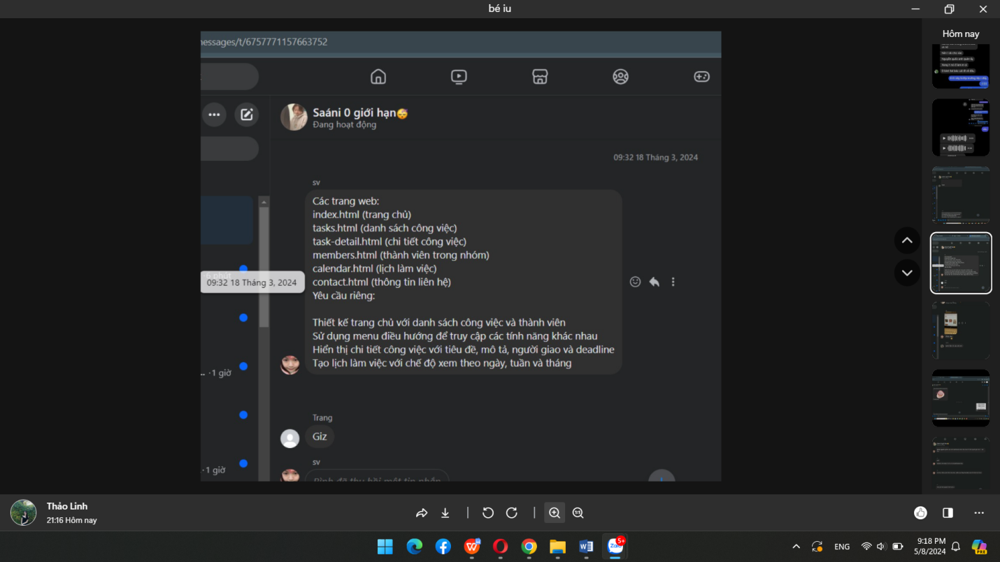 bé iu
Hôm nay
messages/t/6757771157663752
Saáni 0 giới hạn😴
Đang hoạt động
09:32 18 Tháng 3, 2024
sv
Các trang web:
index.html (trang chủ)
tasks.html (danh sách công việc)
task-detail.html (chi tiết công việc)
members.html (thành viên trong nhóm)
calendar.html (lịch làm việc)
contact.html (thông tin liên hệ)
Yêu cầu riêng:
Thiết kế trang chủ với danh sách công việc và thành viên
Sử dụng menu điều hướng để truy cập các tính năng khác nhau
Hiển thị chi tiết công việc với tiêu đề, mô tả, người giao và deadline
Tạo lịch làm việc với chế độ xem theo ngày, tuần và tháng
6 phút
09:32 18 Tháng 3, 2024
... · 1 giờ
· 1 giờ
Trang
Giz
sv
Thảo Linh
21:16 Hôm nay
ENG
9:18 PM
5/8/2024
5+
Zalo
PRE